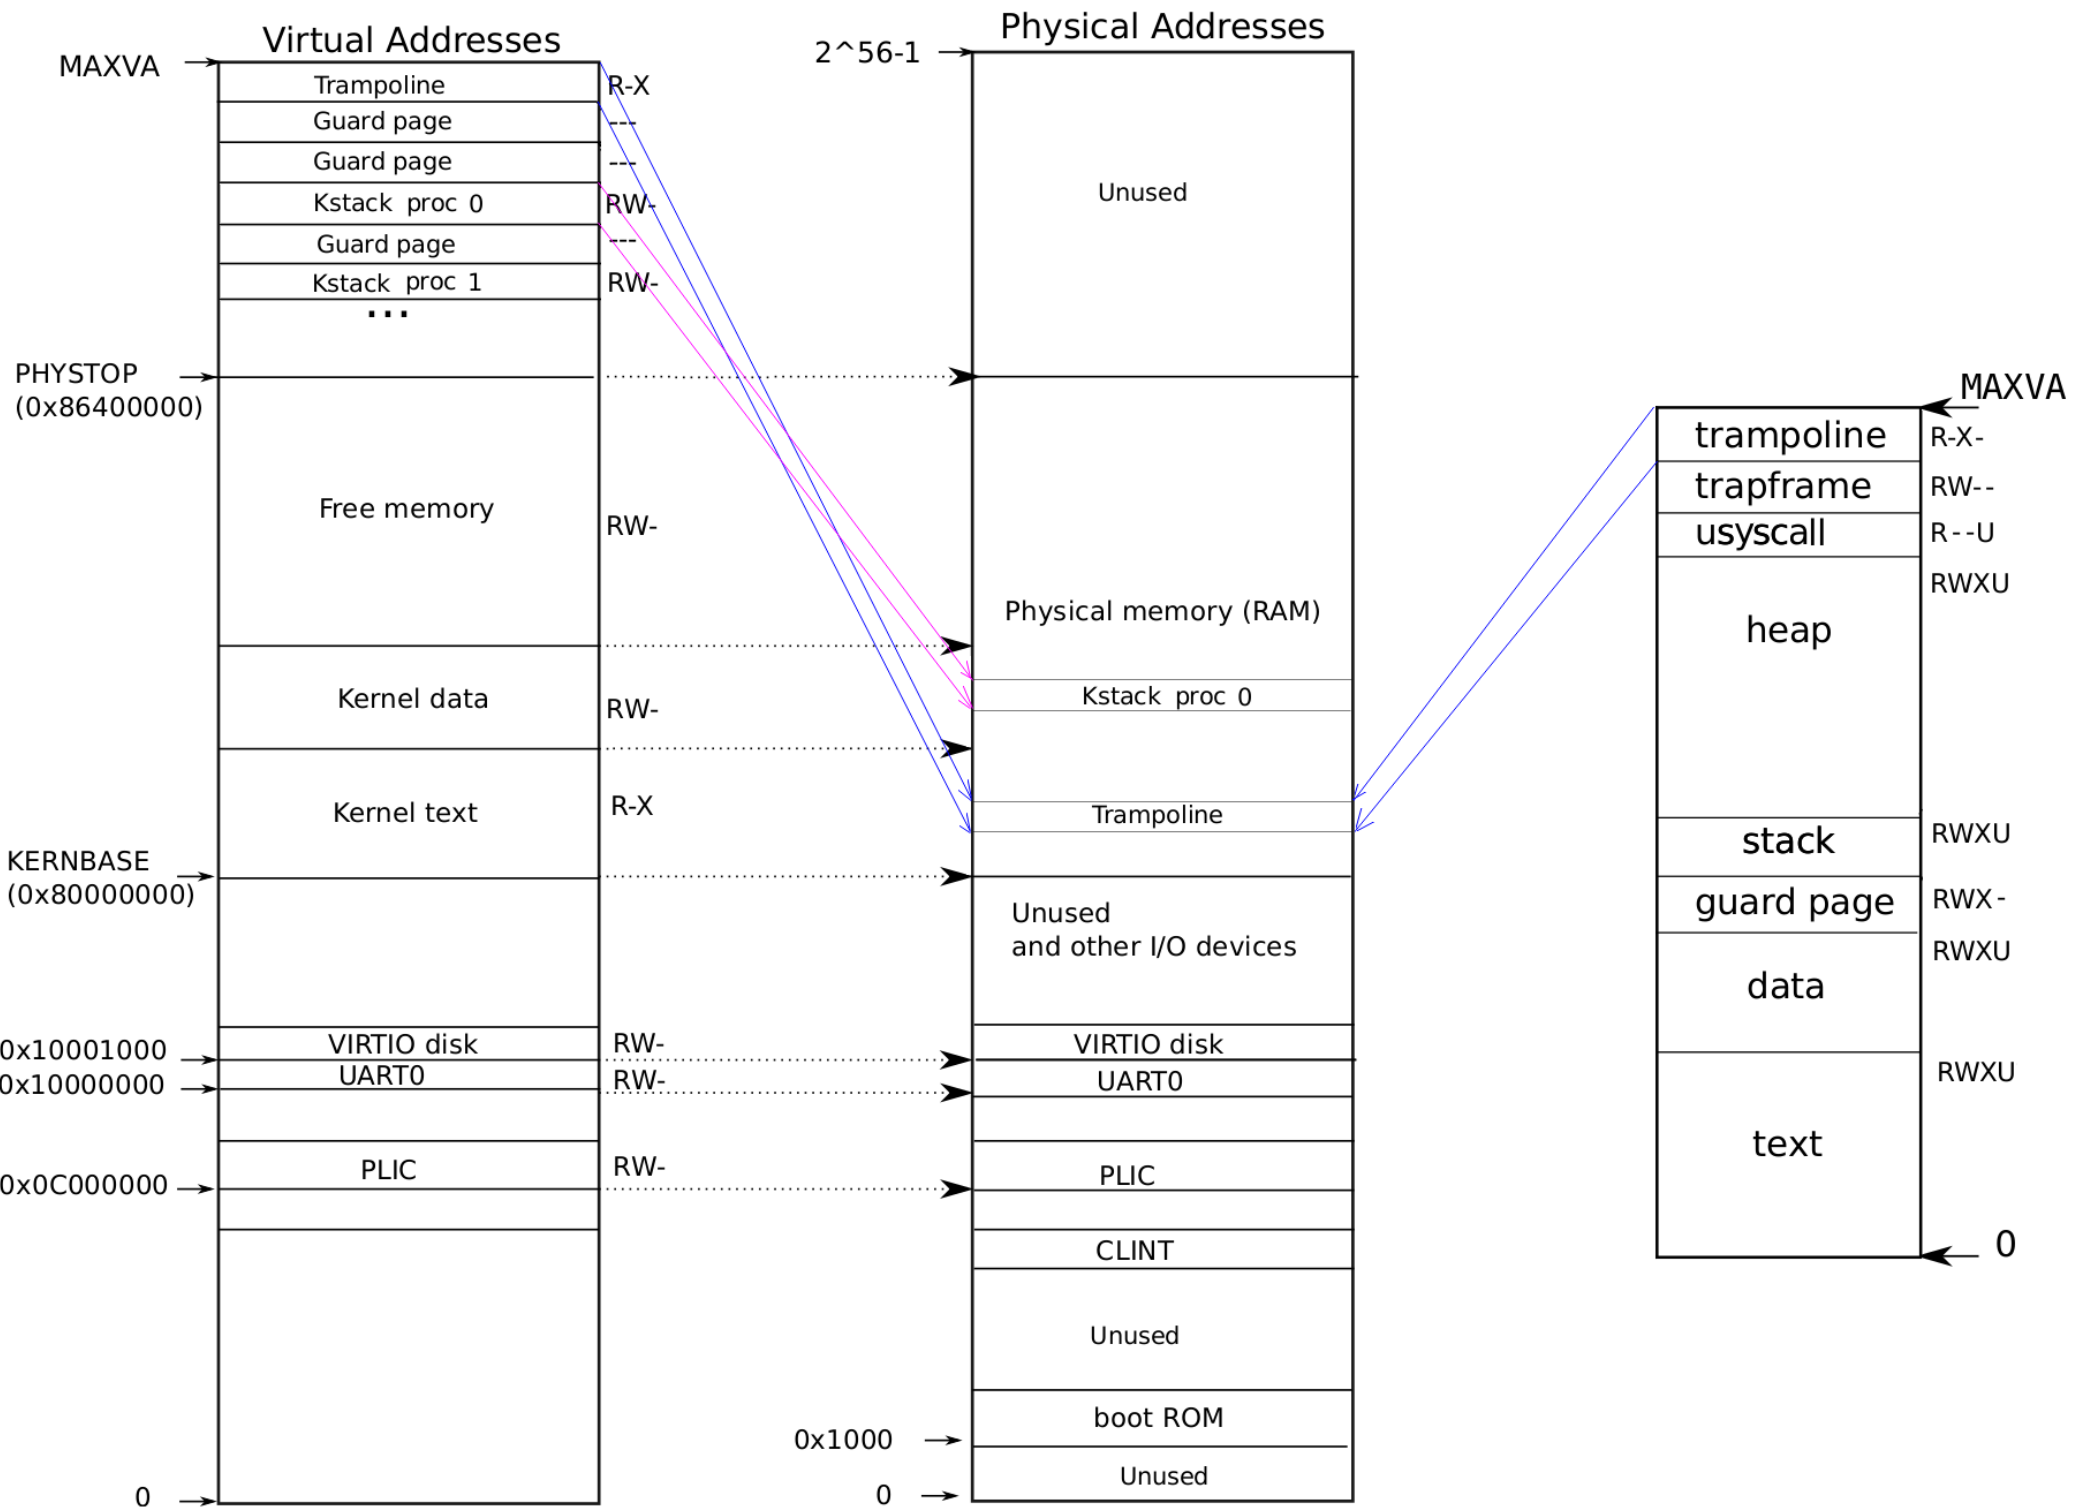 Virtual Addresses
MAXVA
Trampoline
R-X
Guard page
---
Guard page
---
Kstack proc 0
RW-
Guard page
---
Kstack proc 1
RW-
...
PHYSTOP
(0x86400000)
Free memory
RW-
Kernel data
RW-
Kernel text
R-X
KERNBASE
(0x80000000)
VIRTIO disk
RW-
0x10001000
UART0
RW-
0x10000000
PLIC
RW-
0x0C000000
0
Physical Addresses
2^56-1
Unused
Physical memory (RAM)
Kstack proc 0
Trampoline
Unused
and other I/O devices
VIRTIO disk
UART0
PLIC
CLINT
Unused
boot ROM
0x1000
Unused
0
MAXVA
trampoline
R-X-
trapframe
RW--
usyscall
R--U
RWXU
heap
stack
RWXU
guard page
RWX-
RWXU
data
RWXU
text
0